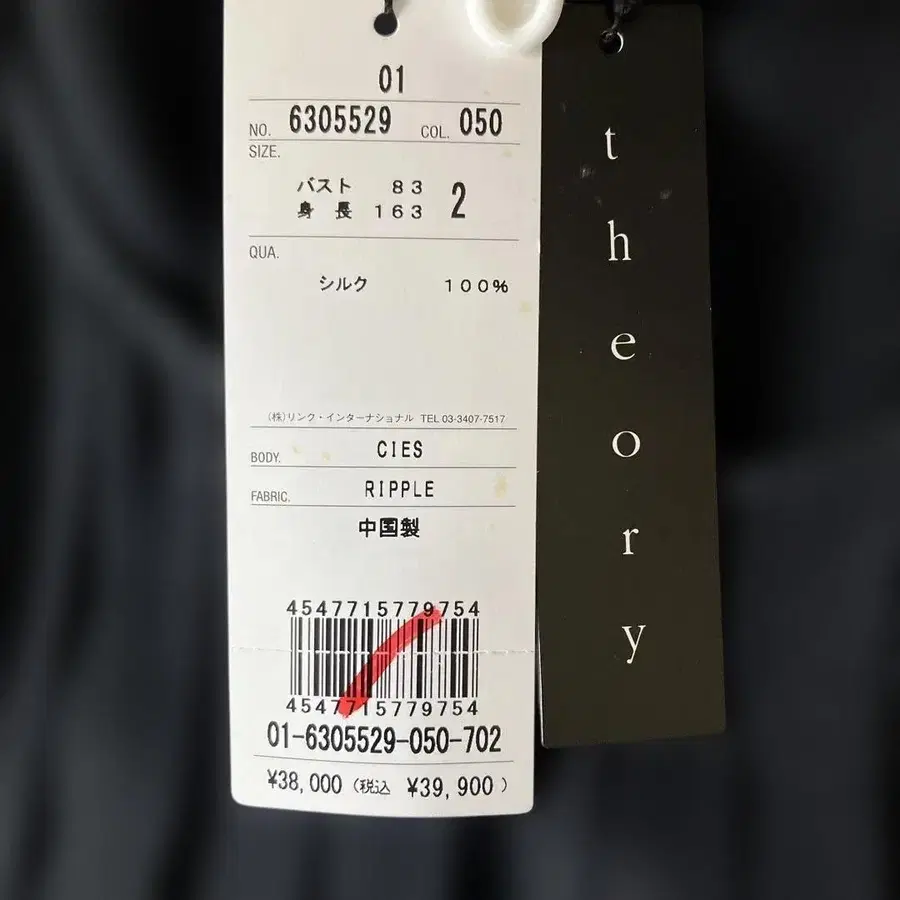 01
NO. 6305529 COL. 050
SIZE.
バスト 83
身長 163 2
QUA.
シルク 100%
(株)リンク・インターナショナル TEL 03-3407-7517
BODY. CIES
FABRIC. RIPPLE
中国製
4547715779754
4547715779754
01-6305529-050-702
¥38,000 (税込 ¥39,900)
theory